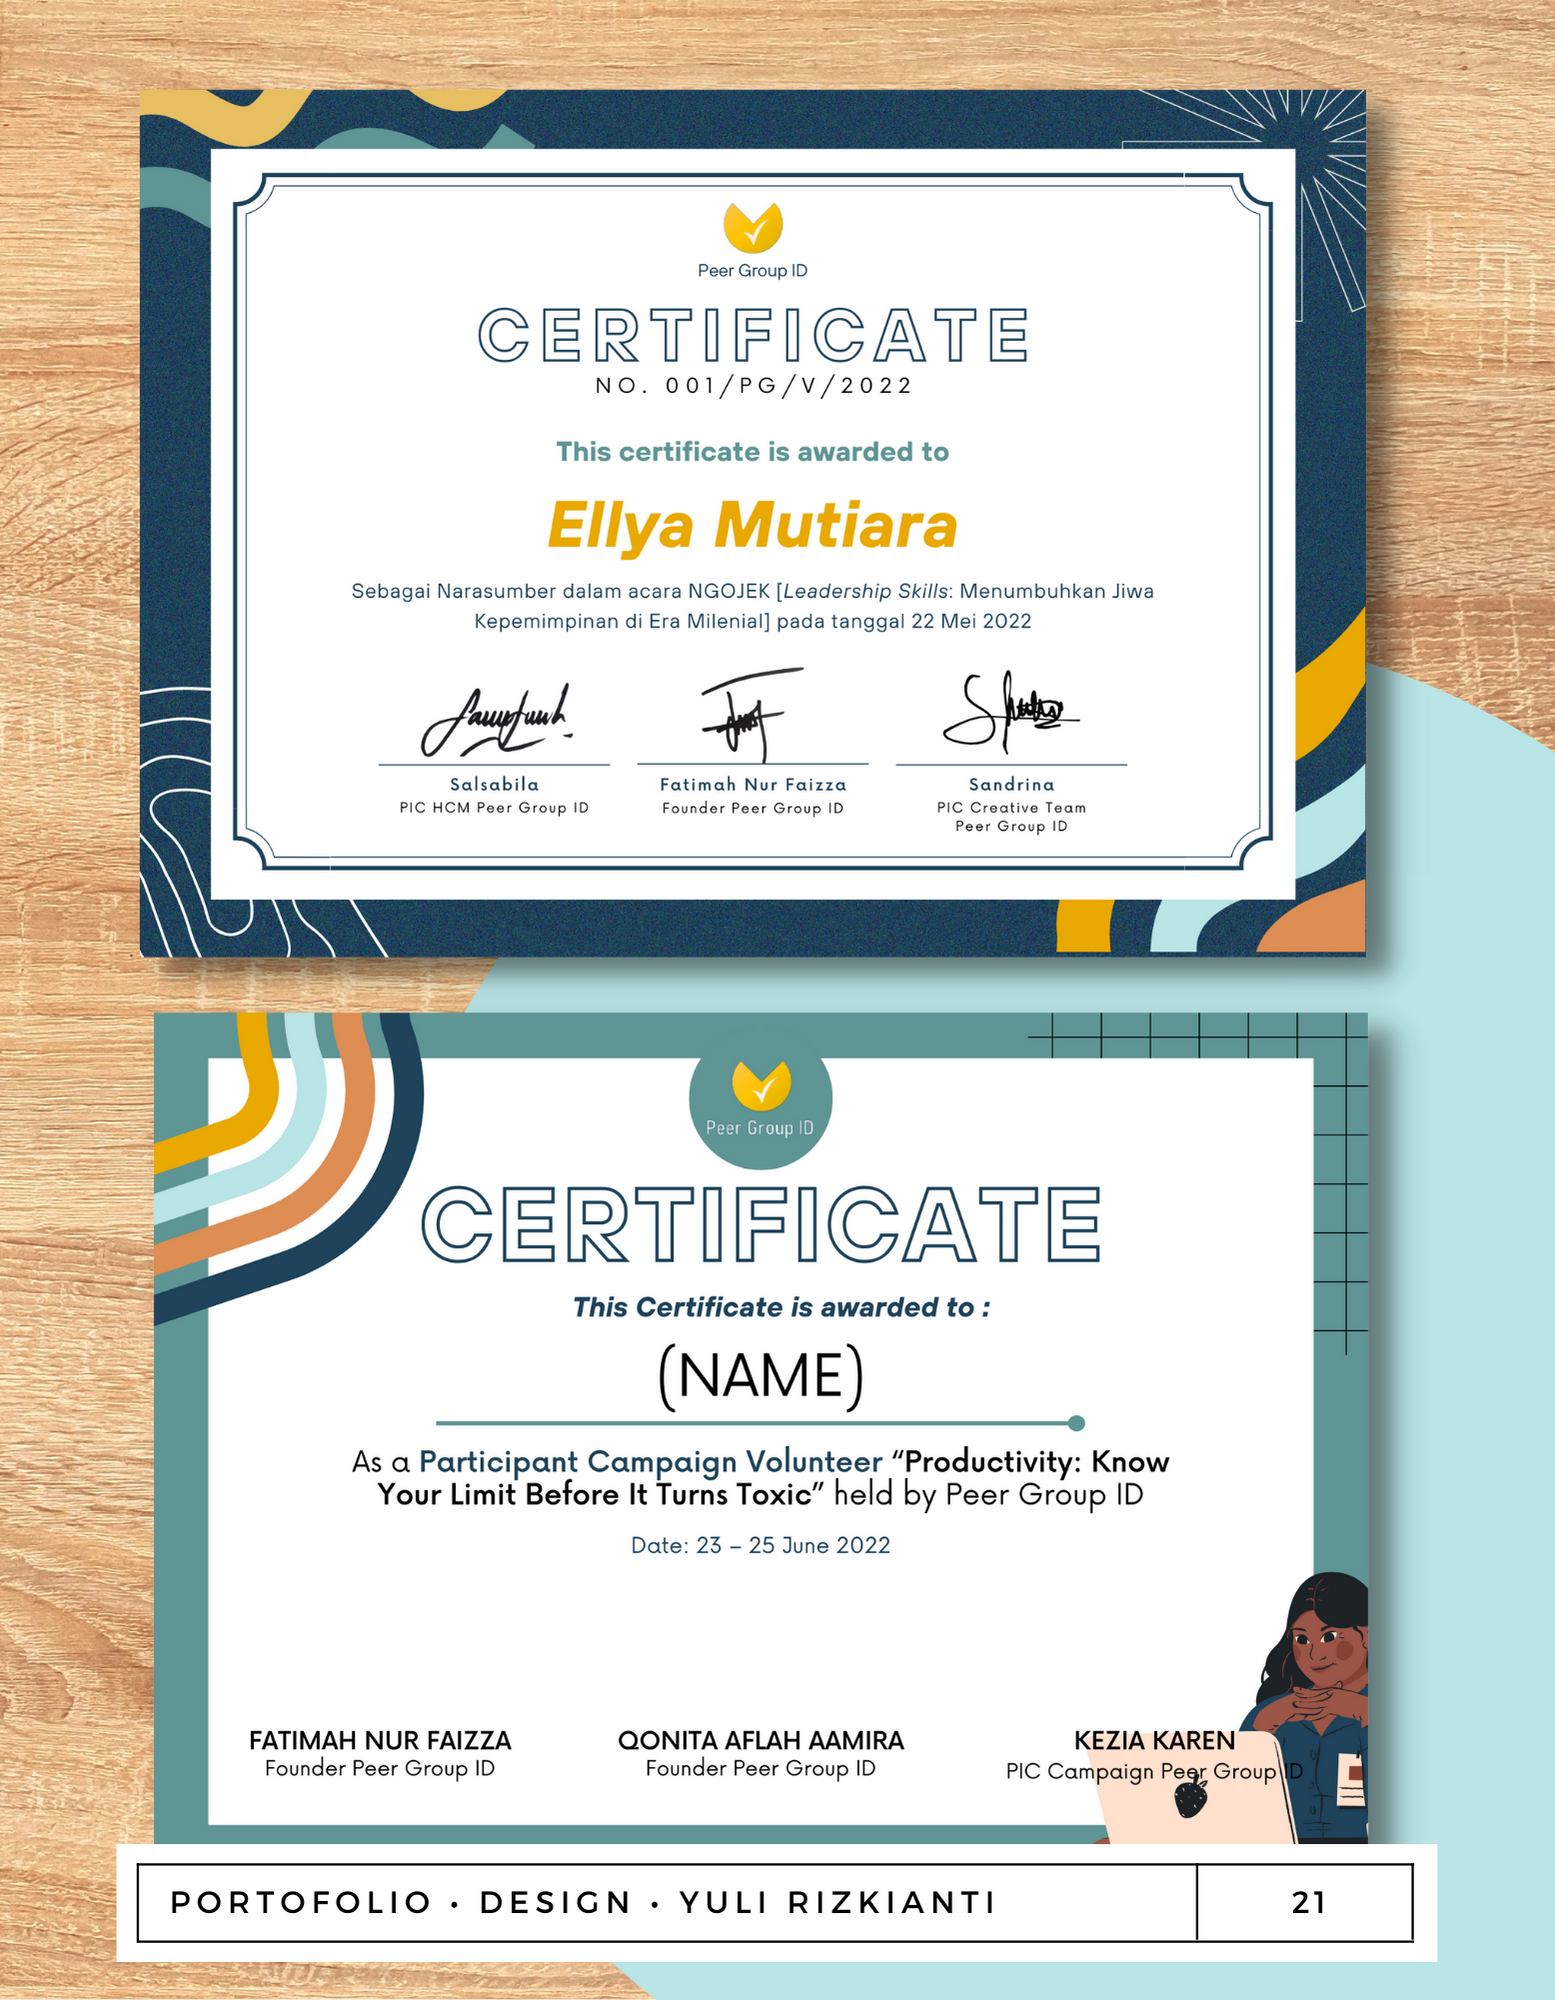 Peer Group ID
CERTIFICATE
NO. 001/PG/V/2022
This certificate is awarded to
Ellya Mutiara
Sebagai Narasumber dalam acara NGOJEK [Leadership Skills: Menumbuhkan Jiwa
Kepemimpinan di Era Milenial] pada tanggal 22 Mei 2022
Salsabila
PIC HCM Peer Group ID
Fatimah Nur Faizza
Founder Peer Group ID
Sandrina
PIC Creative Team
Peer Group ID
Peer Group ID
CERTIFICATE
This Certificate is awarded to :
(NAME)
As a Participant Campaign Volunteer “Productivity: Know
Your Limit Before It Turns Toxic” held by Peer Group ID
Date: 23 – 25 June 2022
FATIMAH NUR FAIZZA
Founder Peer Group ID
QONITA AFLAH AAMIRA
Founder Peer Group ID
KEZIA KAREN
PIC Campaign Peer Group ID
PORTOFOLIO • DESIGN • YULI RIZKIANTI
21